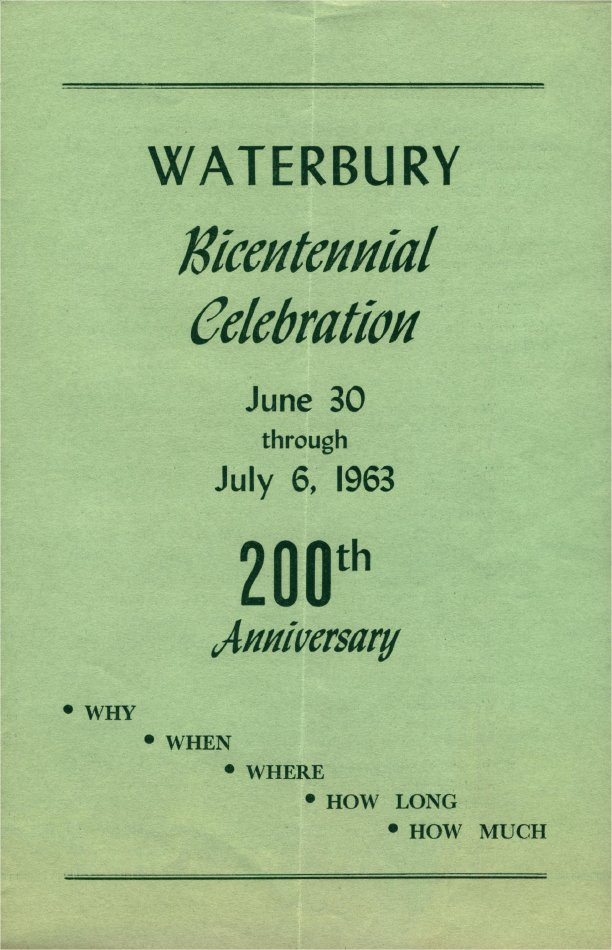 WATERBURY
Bicentennial
Celebration
June 30
through
July 6, 1963
200th
Anniversary
• WHY
• WHEN
• WHERE
• HOW LONG
• HOW MUCH